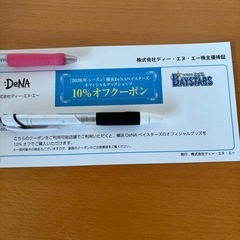 株式会社ディー・エヌ・エー株主優待証
:DeNA
株式会社ディー・エヌ・エー
「2026年シーズン」横浜DeNAベイスターズ
オフィシャルグッズショップ
10%オフクーポン
BAYSTARS
こちらのクーポンをご利用可能店舗でご利用いただくと、横浜DeNAベイスターズのオフィシャルグッズを
10%オフでご購入いただけます。
発行：株式会社ディー・エヌ・エー